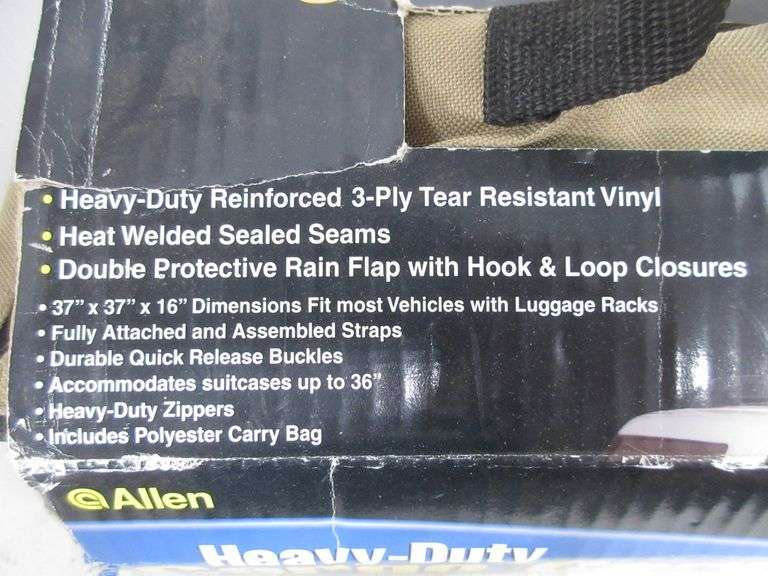 • Heavy-Duty Reinforced 3-Ply Tear Resistant Vinyl
• Heat Welded Sealed Seams
• Double Protective Rain Flap with Hook & Loop Closures
• 37” x 37” x 16” Dimensions Fit most Vehicles with Luggage Racks
• Fully Attached and Assembled Straps
• Durable Quick Release Buckles
• Accommodates suitcases up to 36”
• Heavy-Duty Zippers
• Includes Polyester Carry Bag
Allen
Heavy-Duty